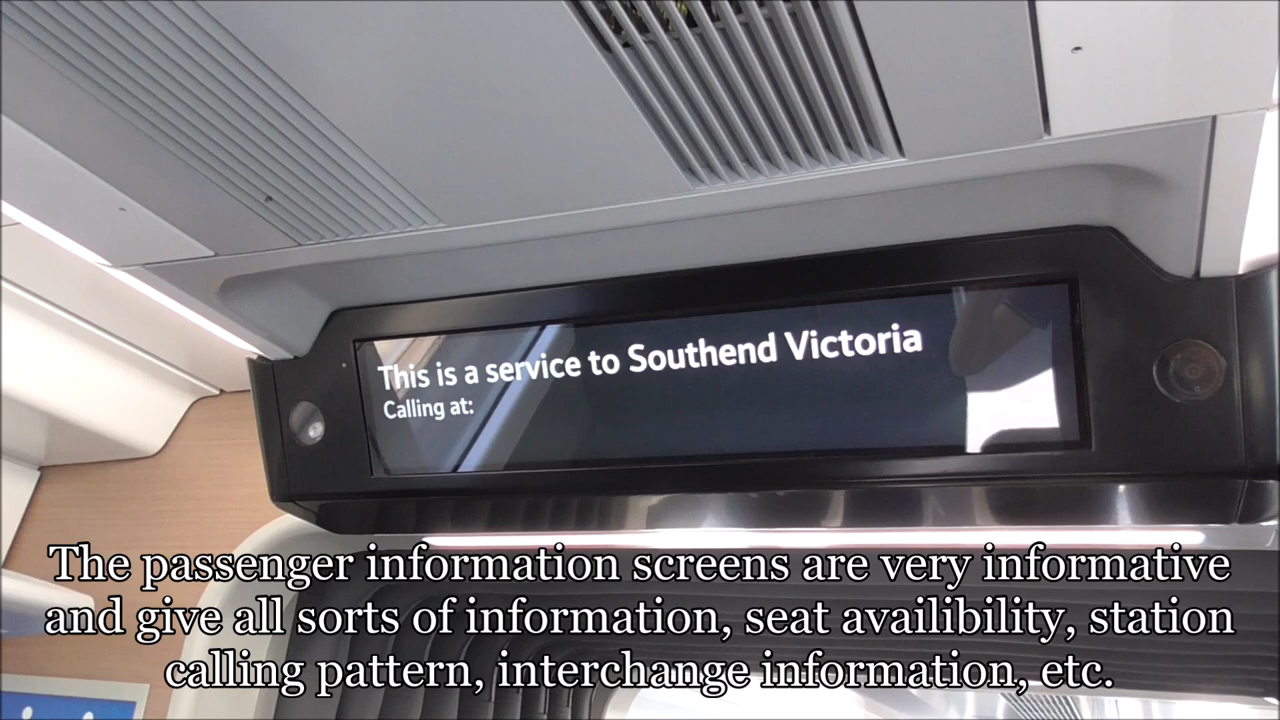 This is a service to Southend Victoria
Calling at:
The passenger information screens are very informative
and give all sorts of information, seat availibility, station
calling pattern, interchange information, etc.